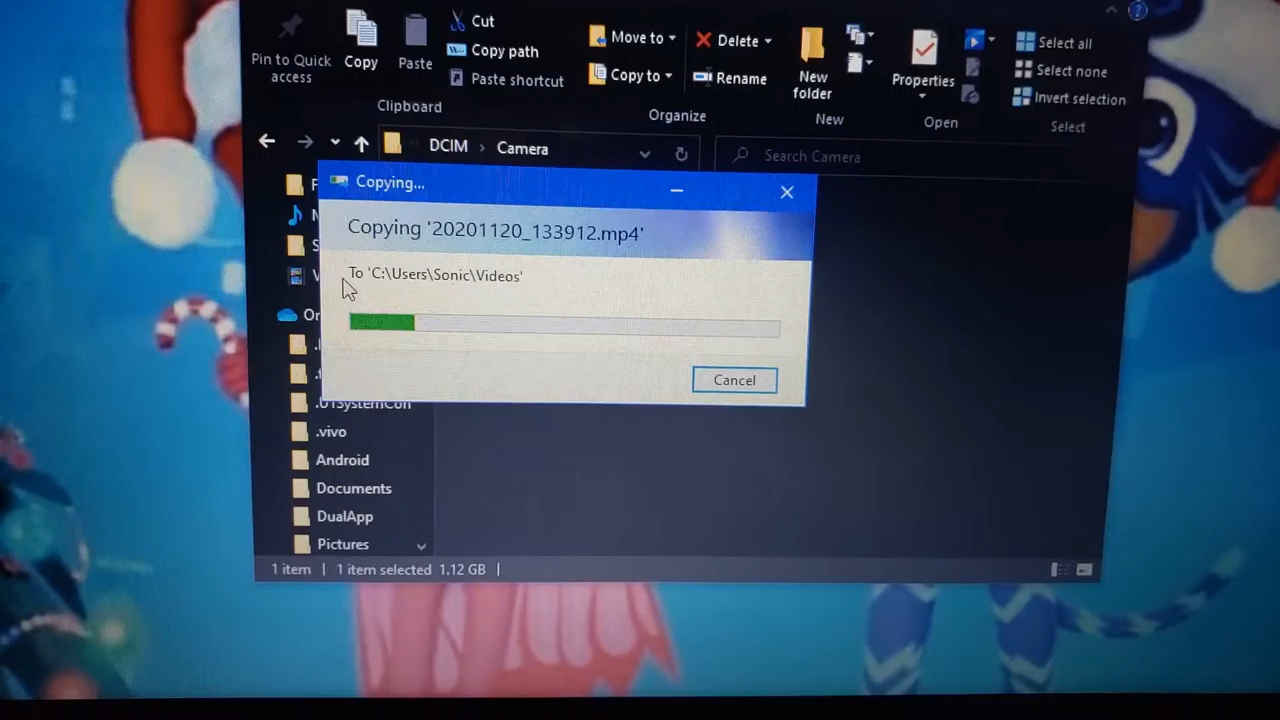 Pin to Quick
access
Copy
Paste
Cut
Copy path
Paste shortcut
Clipboard
Move to
Copy to
Delete
Rename
Organize
New
folder
New
Properties
Open
Select all
Select none
Invert selection
Select
DCIM > Camera
Search Camera
Copying...
Copying '20201120_133912.mp4'
To 'C:\Users\Sonic\Videos'
Cancel
.vivo
Android
Documents
DualApp
Pictures
1 item | 1 item selected 1.12 GB |